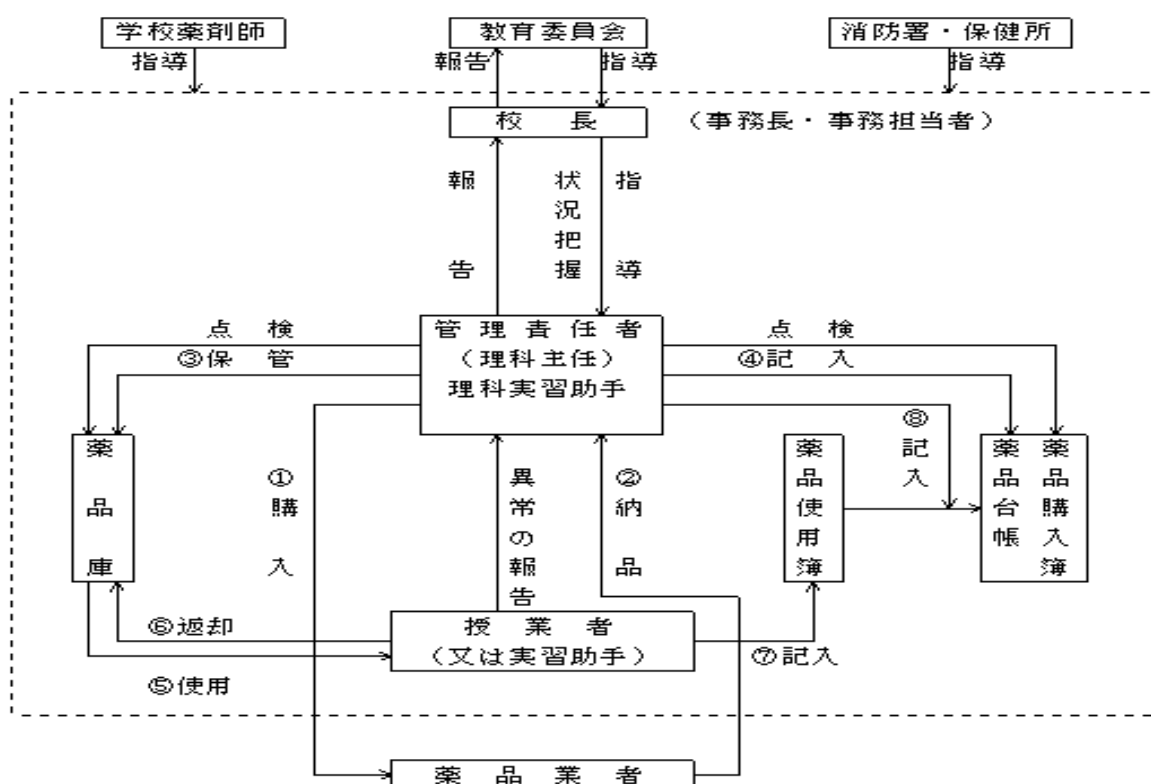 学校薬剤師
教育委員会
消防署・保健所
指導
報告
指導
指導
校長
（事務長・事務担当者）
報告
状況把握
指導
管理責任者
（理科主任）
理科実習助手
点検
③保管
点検
④記入
⑧記入
薬品庫
①購入
異常の報告
②納品
薬品使用簿
薬品台帳
薬品購入簿
⑥返却
授業者
（又は実習助手）
⑦記入
⑤使用
薬品業者